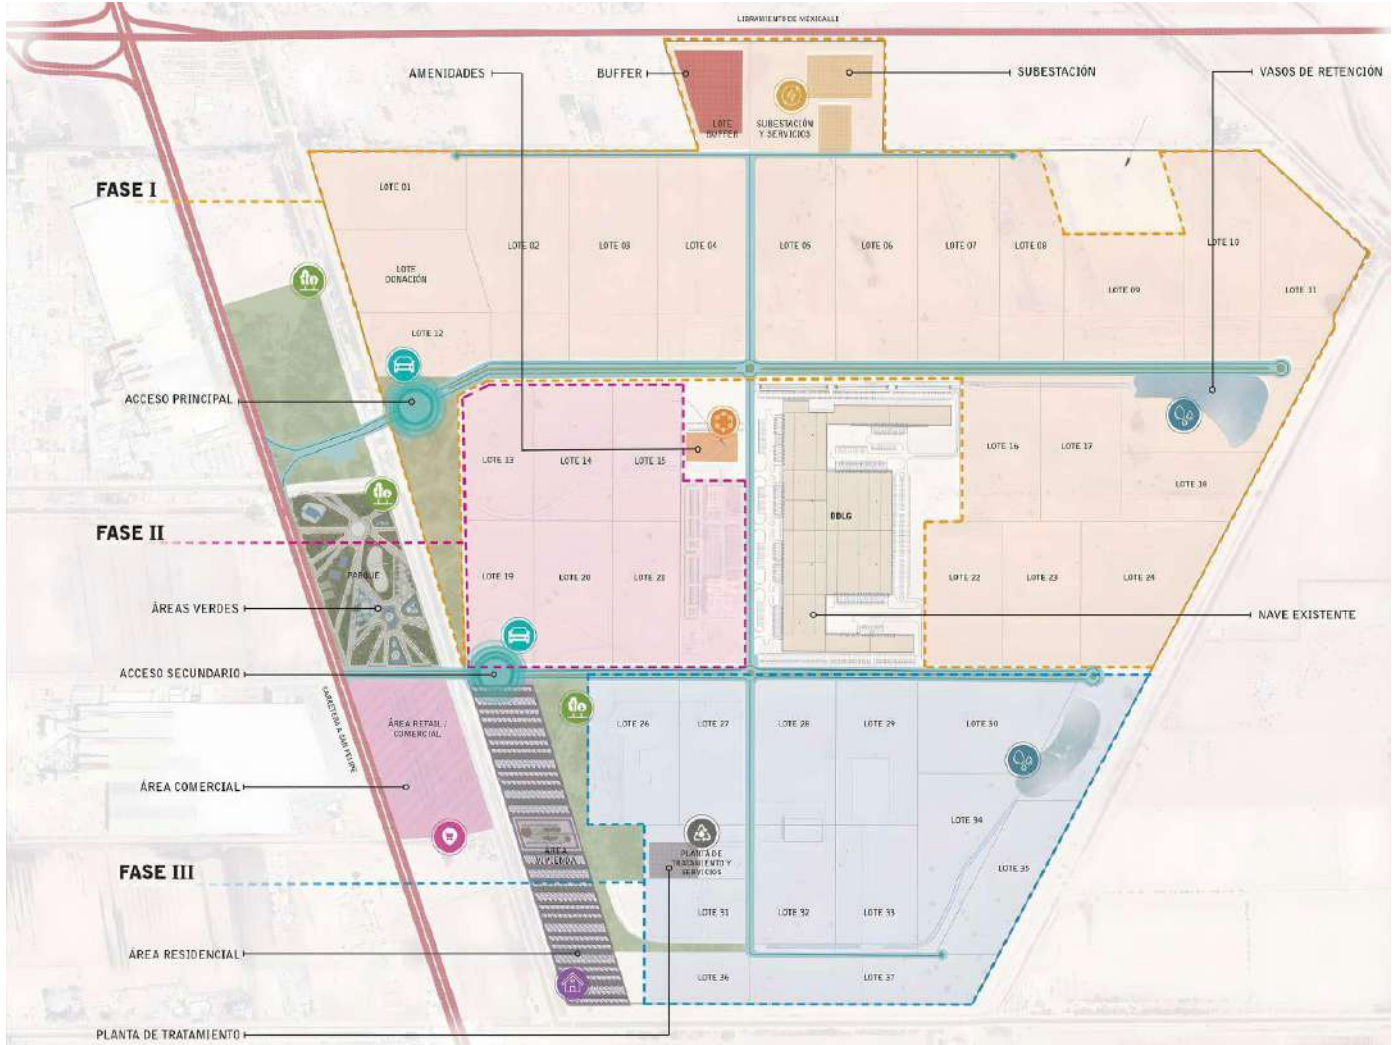 LIBRAMIENTO DE MEXICALLI
AMENIDADES
BUFFER
SUBESTACIÓN
VASOS DE RETENCIÓN
LOTE
BUFFER
SUBESTACIÓN
Y SERVICIOS
FASE I
LOTE 01
LOTE 02
LOTE 03
LOTE 04
LOTE 05
LOTE 06
LOTE 07
LOTE 08
LOTE 10
LOTE
DONACIÓN
LOTE 09
LOTE 11
LOTE 12
ACCESO PRINCIPAL
LOTE 13
LOTE 14
LOTE 15
LOTE 16
LOTE 17
LOTE 18
BBLG
FASE II
PARQUE
LOTE 19
LOTE 20
LOTE 21
LOTE 22
LOTE 23
LOTE 24
ÁREAS VERDES
NAVE EXISTENTE
ACCESO SECUNDARIO
CARRETERA A SAN FELIPE
ÁREA RETAIL /
COMERCIAL
LOTE 26
LOTE 27
LOTE 28
LOTE 29
LOTE 30
ÁREA COMERCIAL
LOTE 34
ÁREA
VIVIENDA
PLANTA DE
TRATAMIENTO Y
SERVICIOS
LOTE 35
FASE III
LOTE 31
LOTE 32
LOTE 33
ÁREA RESIDENCIAL
LOTE 36
LOTE 37
PLANTA DE TRATAMIENTO